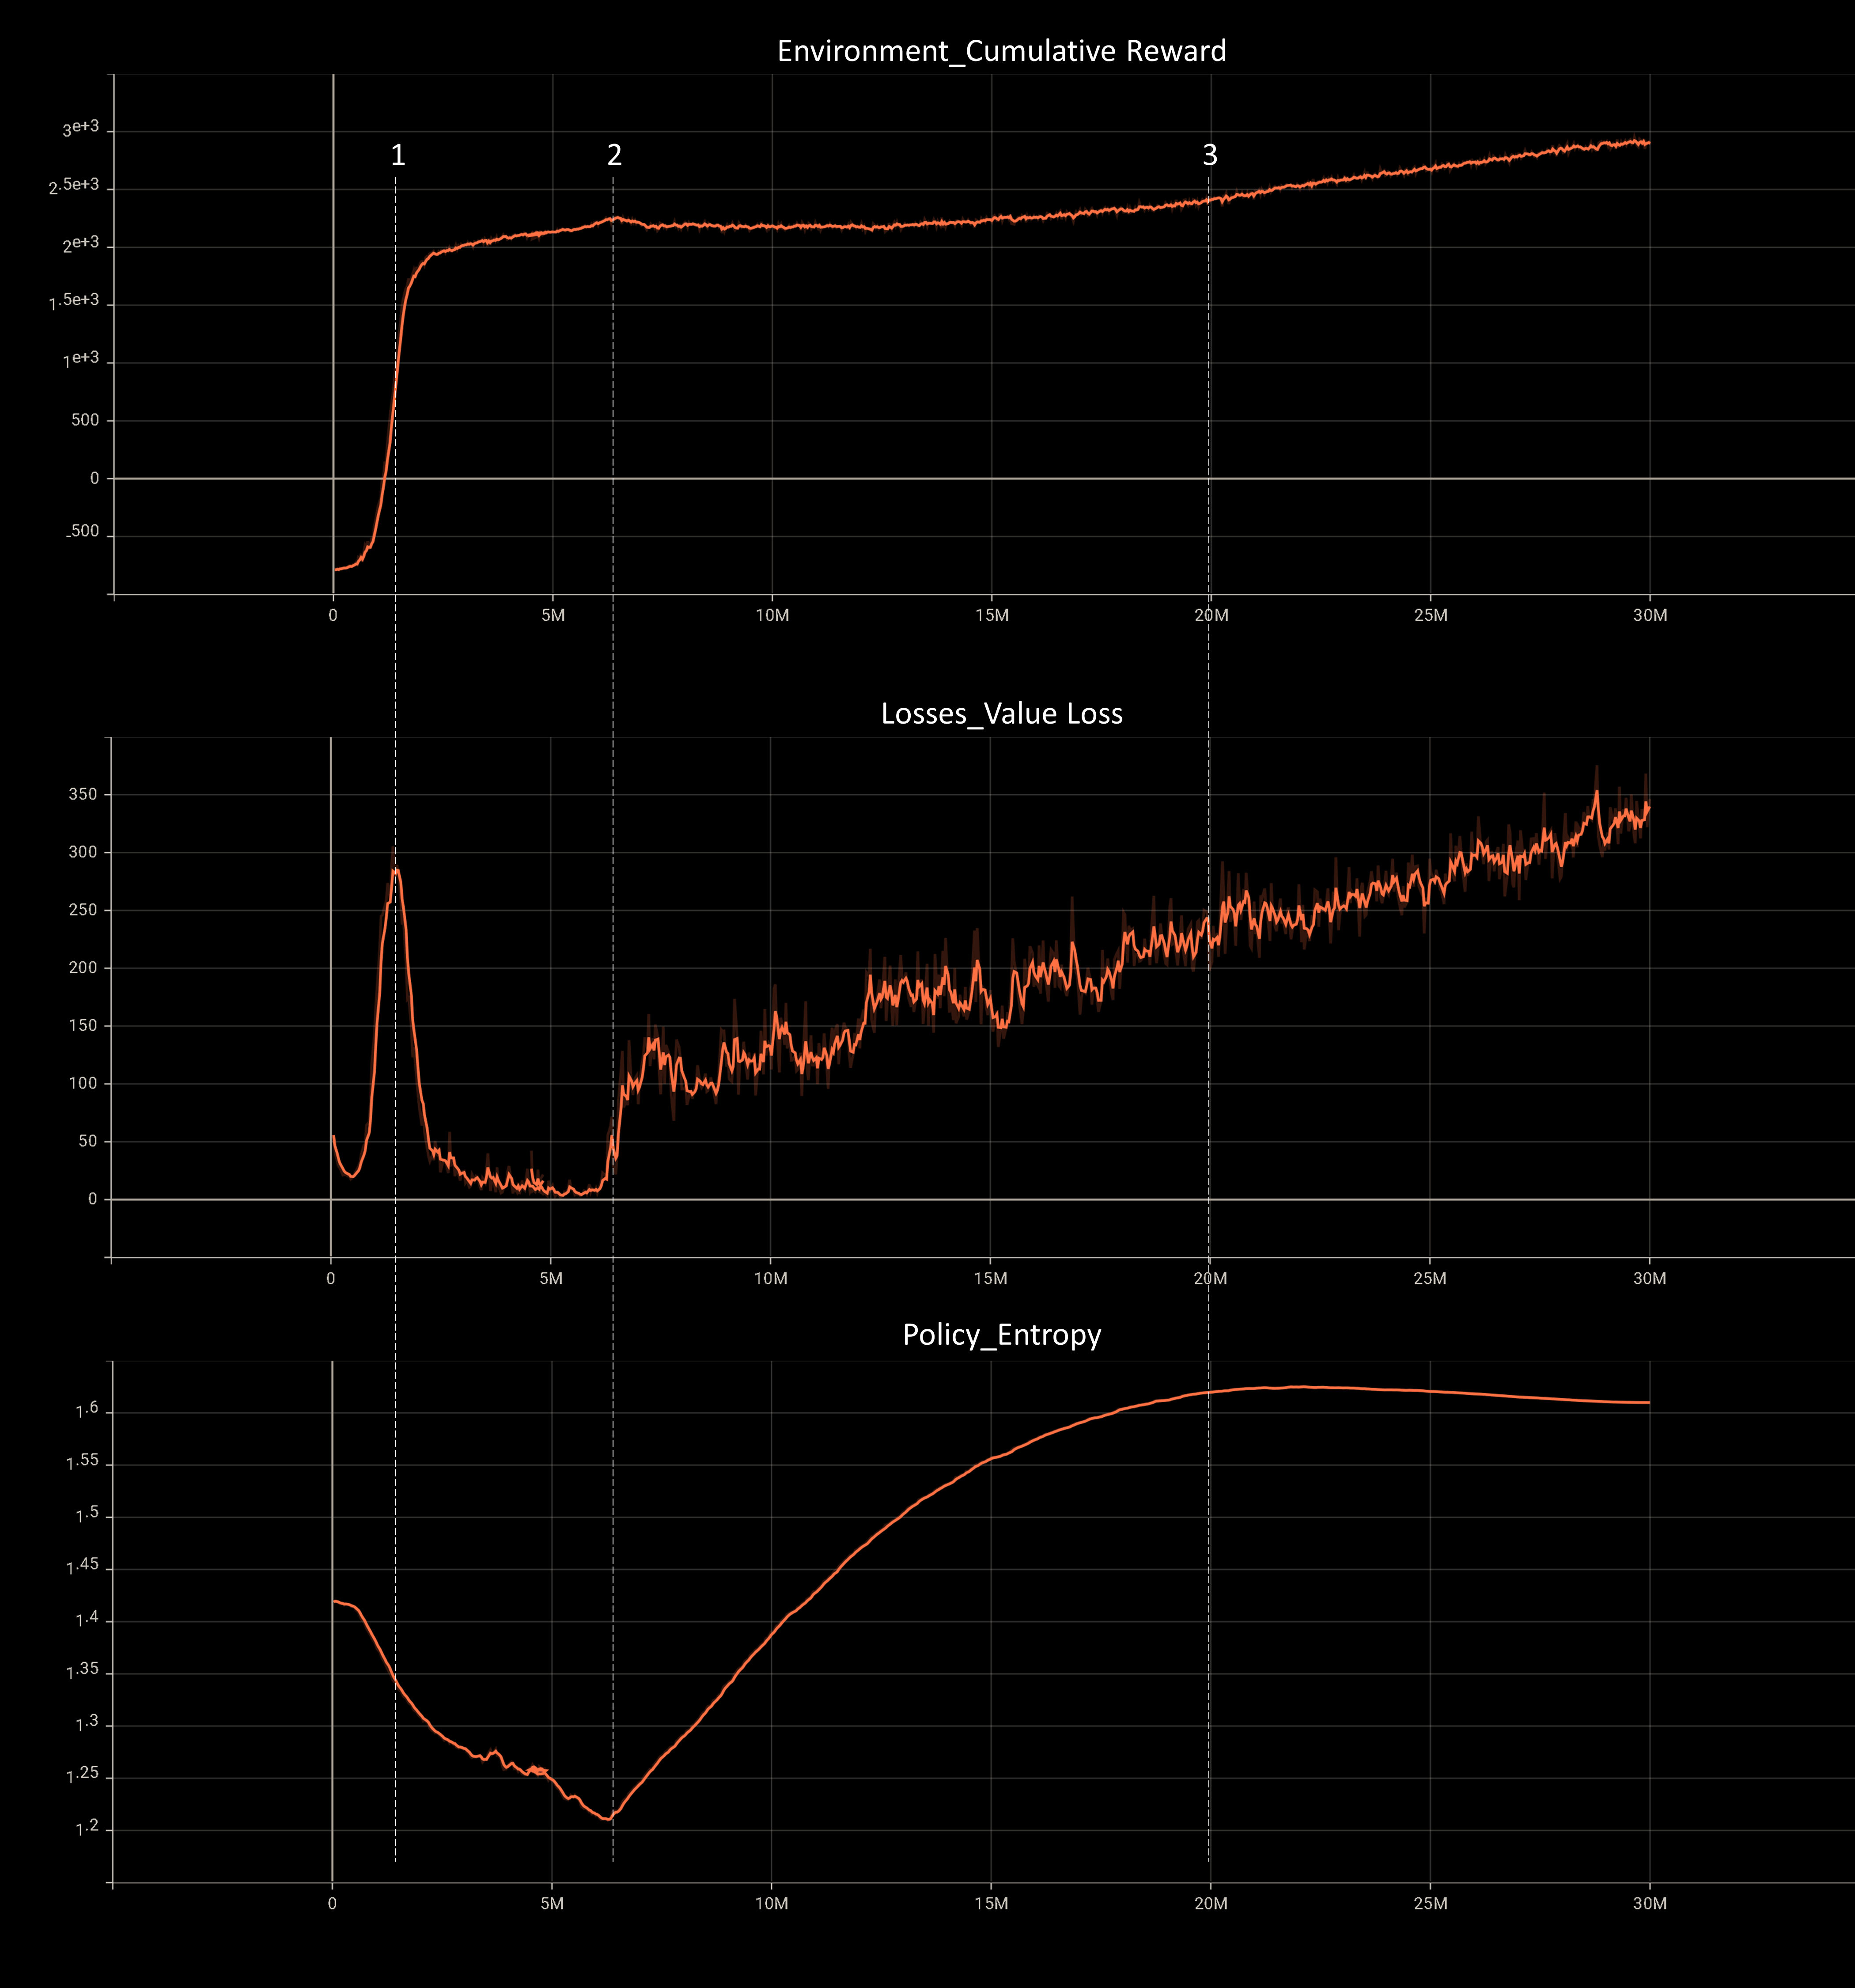 Environment_Cumulative Reward
3e+3
1 2 3
2.5e+3
2e+3
1.5e+3
1e+3
500
0
-500
0 5M 10M 15M 20M 25M 30M
Losses_Value Loss
350
300
250
200
150
100
50
0
0 5M 10M 15M 20M 25M 30M
Policy_Entropy
1.6
1.55
1.5
1.45
1.4
1.35
1.3
1.25
1.2
0 5M 10M 15M 20M 25M 30M